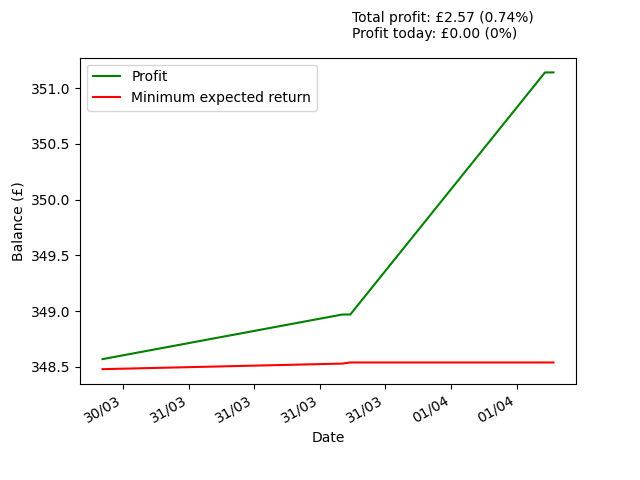 Total profit: £2.57 (0.74%)
Profit today: £0.00 (0%)
Profit
Minimum expected return
351.0
350.5
350.0
349.5
349.0
348.5
Balance (£)
30/03
31/03
31/03
31/03
31/03
01/04
01/04
Date